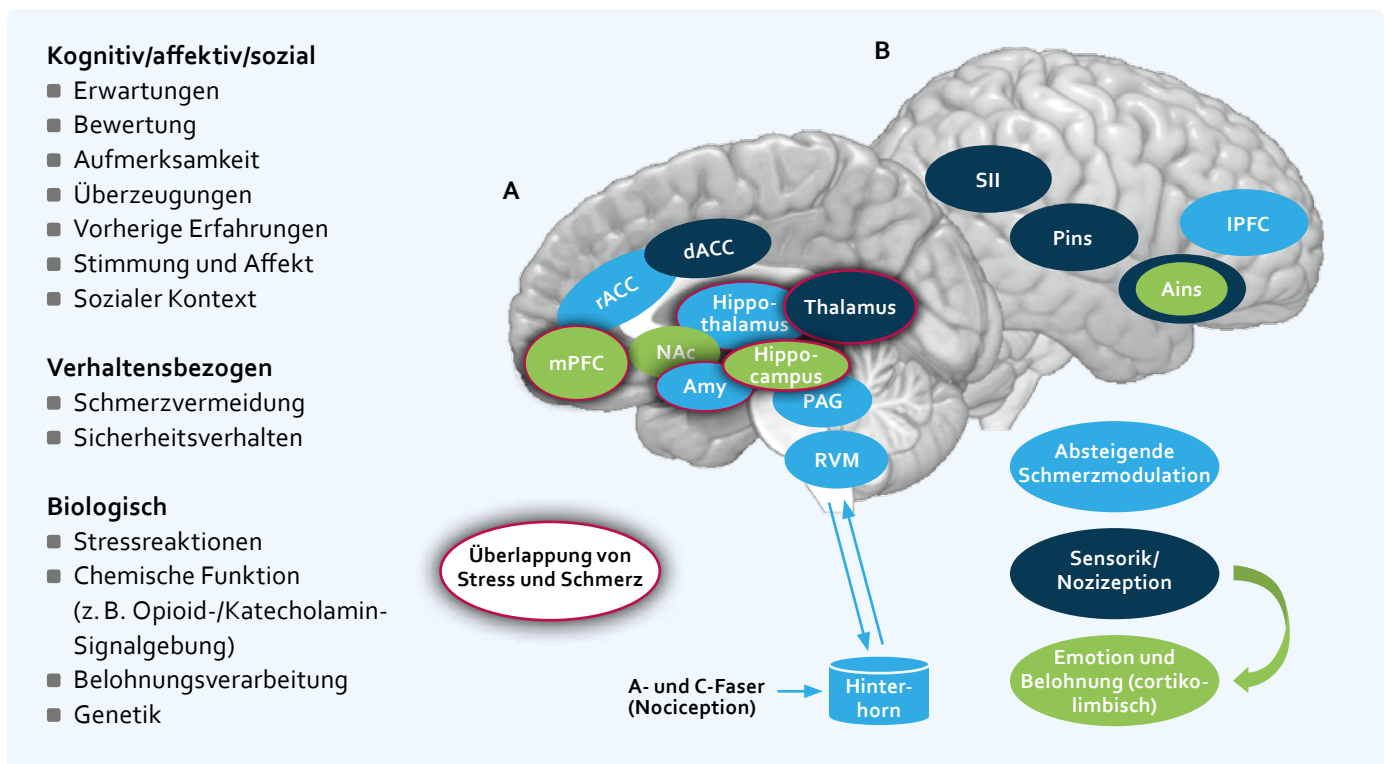 Kognitiv/affektiv/sozial
Erwartungen
Bewertung
Aufmerksamkeit
Überzeugungen
Vorherige Erfahrungen
Stimmung und Affekt
Sozialer Kontext
Verhaltensbezogen
Schmerzvermeidung
Sicherheitsverhalten
Biologisch
Stressreaktionen
Chemische Funktion
(z. B. Opioid-/Katecholamin-
Signalgebung)
Belohnungsverarbeitung
Genetik
A
dACC
rACC
Hippo-
thalamus
Thalamus
mPFC
NAc
Hippo-
campus
Amy
PAG
RVM
B
SII
Pins
lPFC
Ains
Überlappung von
Stress und Schmerz
A- und C-Faser
(Nociception)
Hinter-
horn
Absteigende
Schmerzmodulation
Sensorik/
Nozizeption
Emotion und
Belohnung (cortiko-
limbisch)